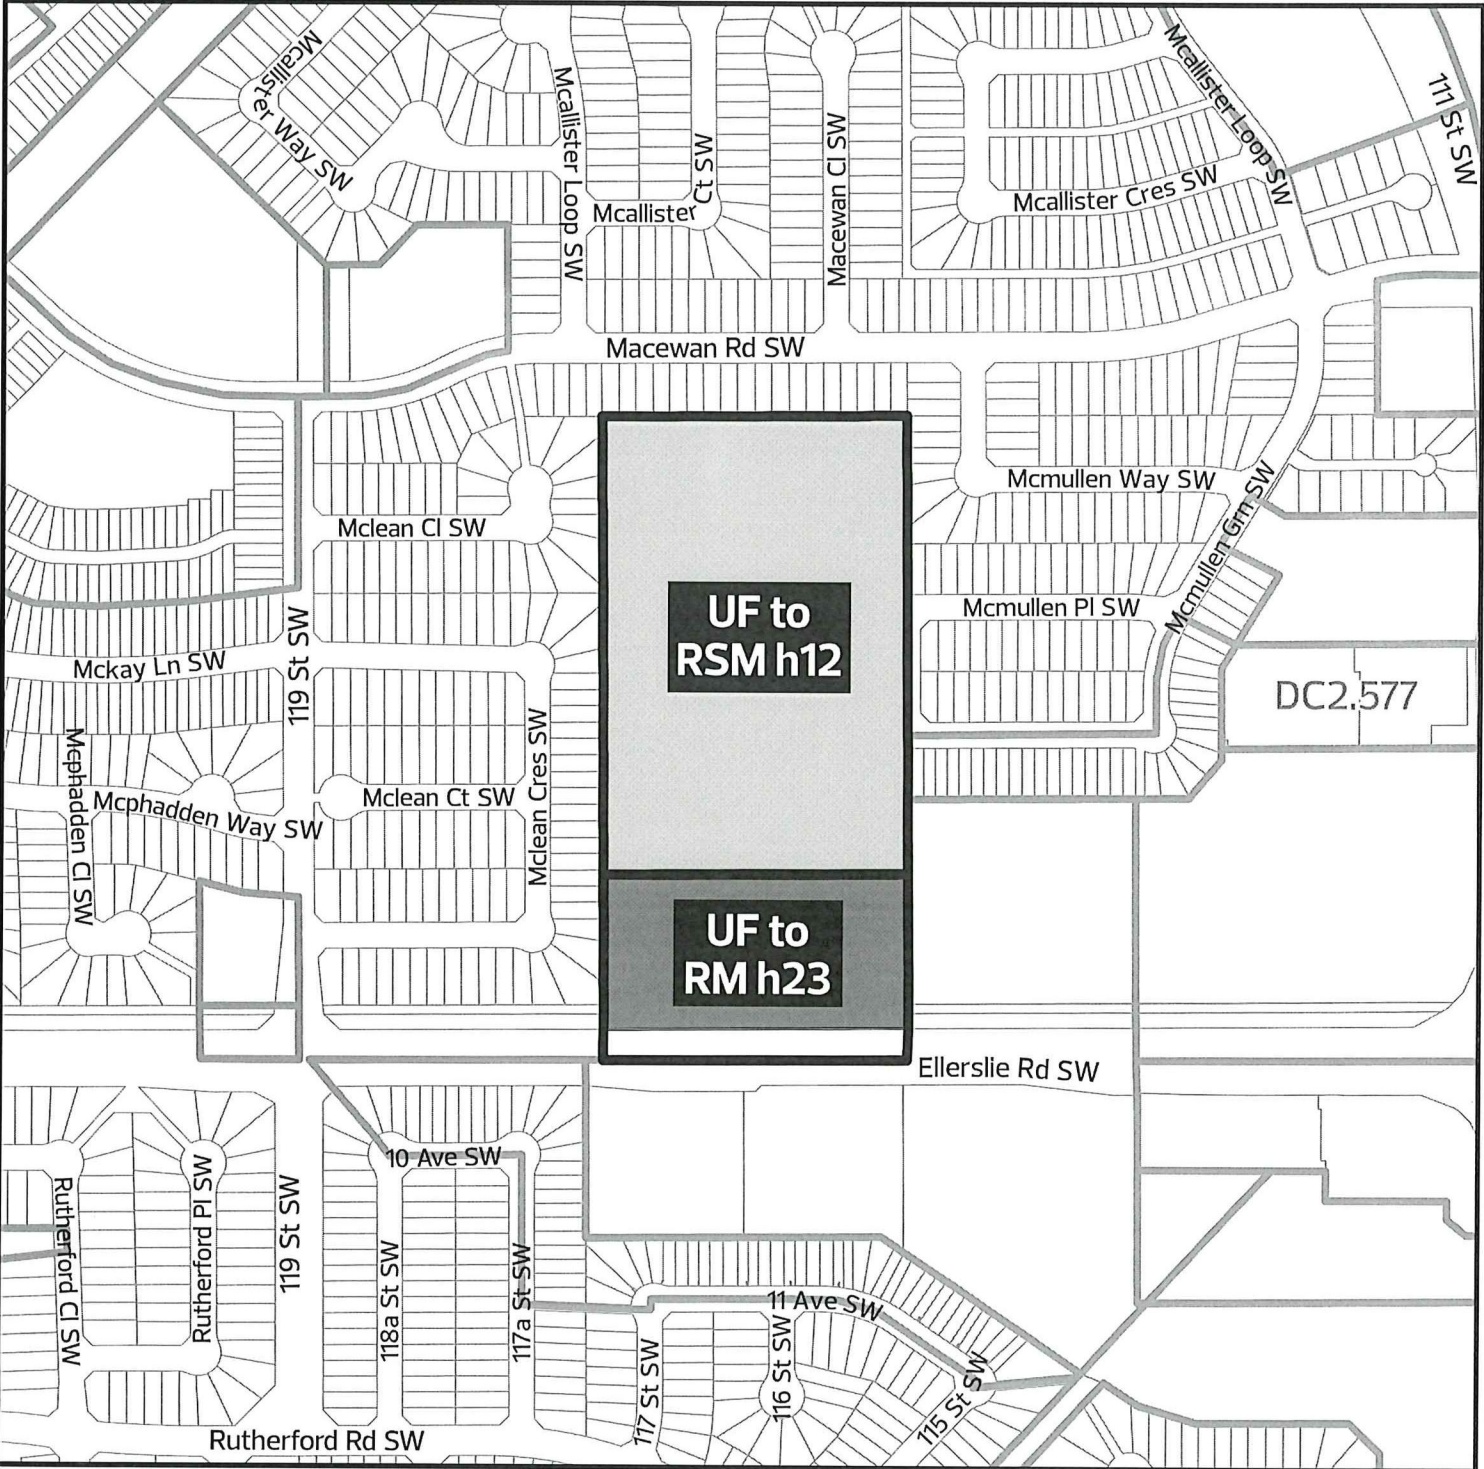 Mcallister Way SW
Mcallister Loop SW
Mcallister Ct SW
Macewan Cl SW
Mcallister Loop SW
111 St SW
Mcallister Cres SW
Macewan Rd SW
Mclean Cl SW
Mcmullen Way SW
Mcmullen Grn SW
Mcmullen Pl SW
UF to
RSM h12
Mckay Ln SW
119 St SW
DC2.577
Mcphadden Cl SW
Mcphadden Way SW
Mclean Ct SW
Mclean Cres SW
UF to
RM h23
Ellerslie Rd SW
10 Ave SW
Rutherford Cl SW
Rutherford Pl SW
119 St SW
118a St SW
117a St SW
11 Ave SW
117 St SW
116 St SW
115 St SW
Rutherford Rd SW